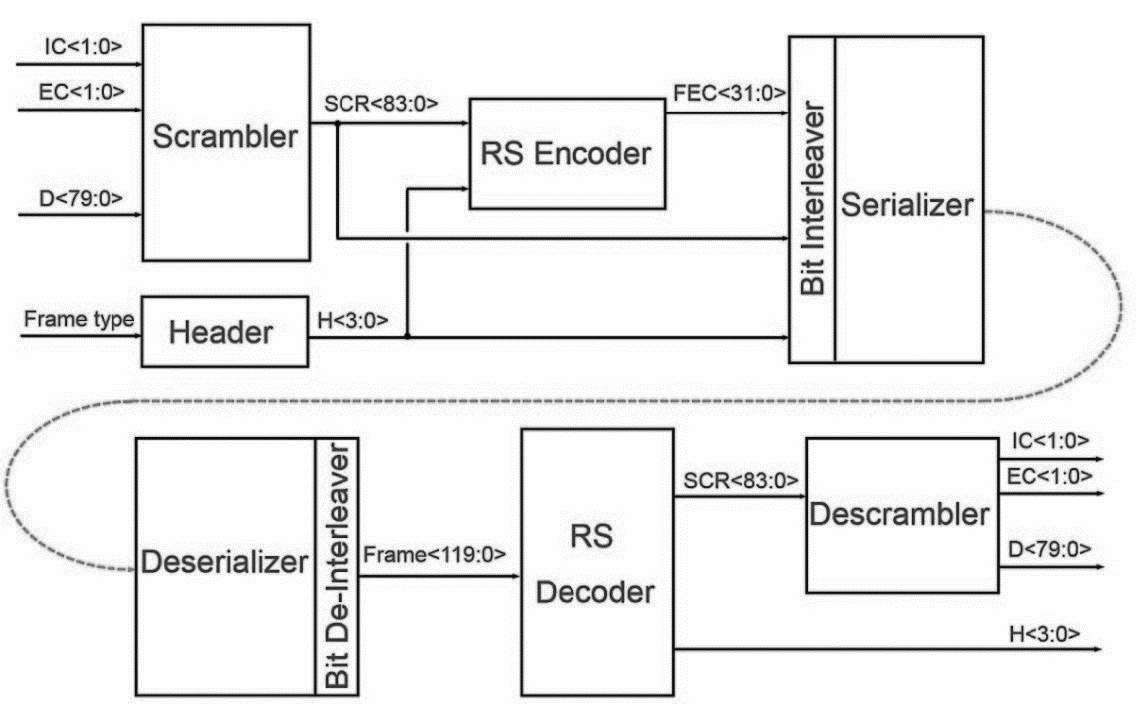 IC<1:0>
EC<1:0>
D<79:0>
Scrambler
SCR<83:0>
RS Encoder
FEC<31:0>
Bit Interleaver
Serializer
Frame type
Header
H<3:0>
Deserializer
Bit De-Interleaver
Frame<119:0>
RS
Decoder
SCR<83:0>
Descrambler
IC<1:0>
EC<1:0>
D<79:0>
H<3:0>